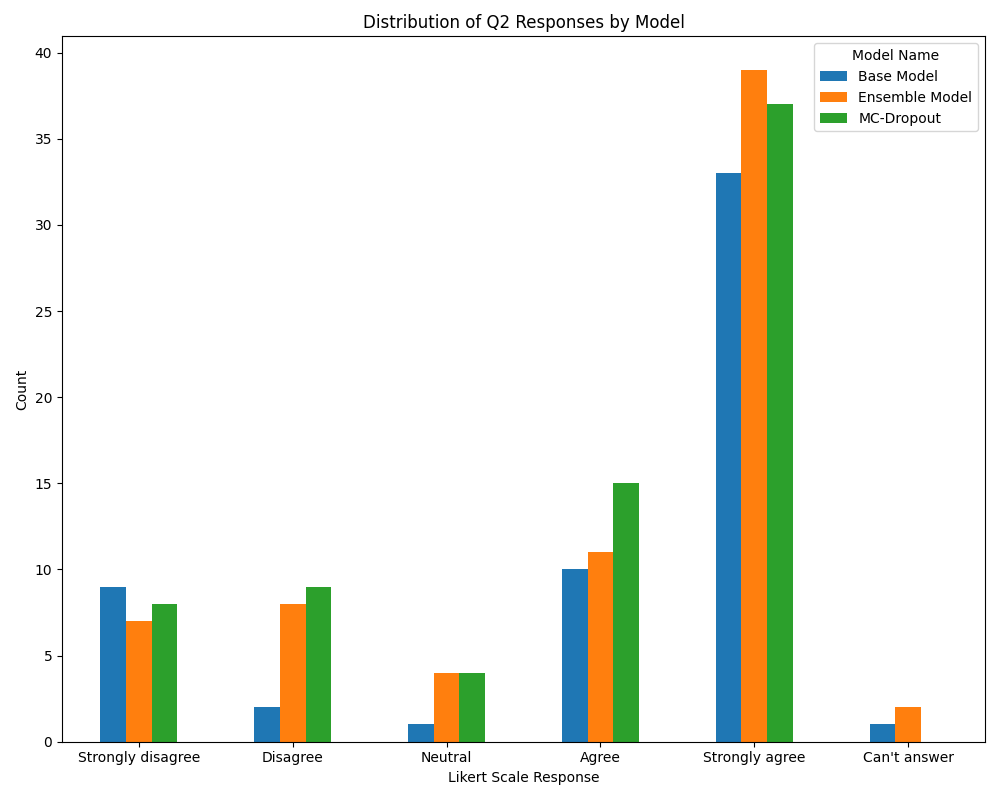 Distribution of Q2 Responses by Model
Model Name
Base Model
Ensemble Model
MC-Dropout
Count
40
35
30
25
20
15
10
5
0
Strongly disagree
Disagree
Neutral
Agree
Strongly agree
Can't answer
Likert Scale Response